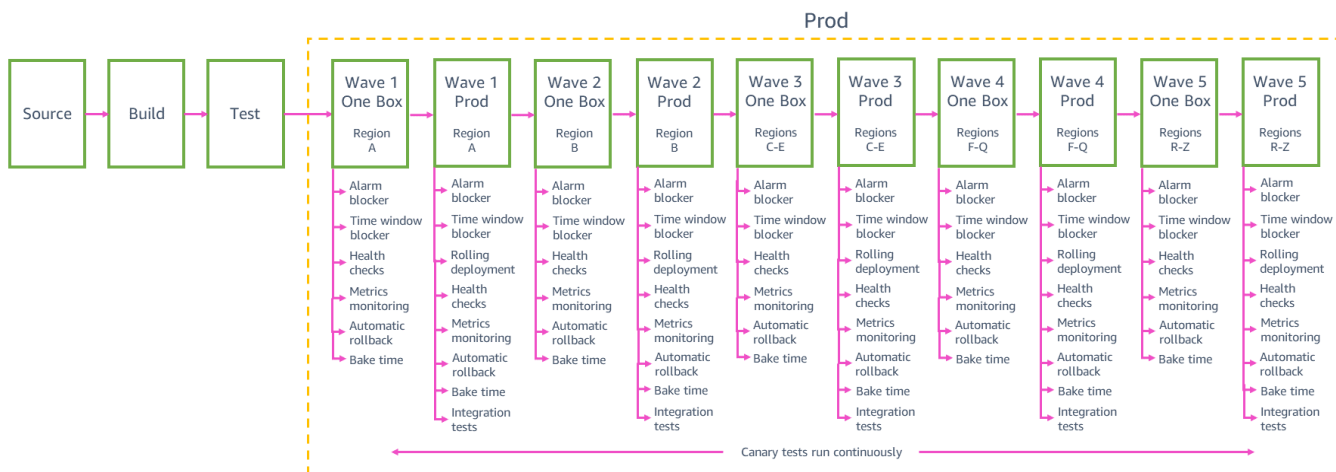 Prod
Source
Build
Test
Wave 1
One Box
Region
A
Alarm
blocker
Time window
blocker
Health
checks
Metrics
monitoring
Automatic
rollback
Bake time
Wave 1
Prod
Region
A
Alarm
blocker
Time window
blocker
Rolling
deployment
Health
checks
Metrics
monitoring
Automatic
rollback
Bake time
Integration
tests
Wave 2
One Box
Region
B
Alarm
blocker
Time window
blocker
Health
checks
Metrics
monitoring
Automatic
rollback
Bake time
Wave 2
Prod
Region
B
Alarm
blocker
Time window
blocker
Rolling
deployment
Health
checks
Metrics
monitoring
Automatic
rollback
Bake time
Integration
tests
Wave 3
One Box
Regions
C-E
Alarm
blocker
Time window
blocker
Health
checks
Metrics
monitoring
Automatic
rollback
Bake time
Wave 3
Prod
Regions
C-E
Alarm
blocker
Time window
blocker
Rolling
deployment
Health
checks
Metrics
monitoring
Automatic
rollback
Bake time
Integration
tests
Wave 4
One Box
Regions
F-Q
Alarm
blocker
Time window
blocker
Health
checks
Metrics
monitoring
Automatic
rollback
Bake time
Wave 4
Prod
Regions
F-Q
Alarm
blocker
Time window
blocker
Rolling
deployment
Health
checks
Metrics
monitoring
Automatic
rollback
Bake time
Integration
tests
Wave 5
One Box
Regions
R-Z
Alarm
blocker
Time window
blocker
Health
checks
Metrics
monitoring
Automatic
rollback
Bake time
Wave 5
Prod
Regions
R-Z
Alarm
blocker
Time window
blocker
Rolling
deployment
Health
checks
Metrics
monitoring
Automatic
rollback
Bake time
Integration
tests
Canary tests run continuously